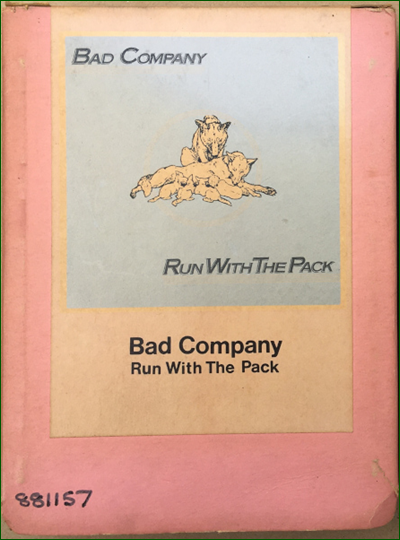 BAD COMPANY
RUN WITH THE PACK
Bad Company
Run With The Pack
881157